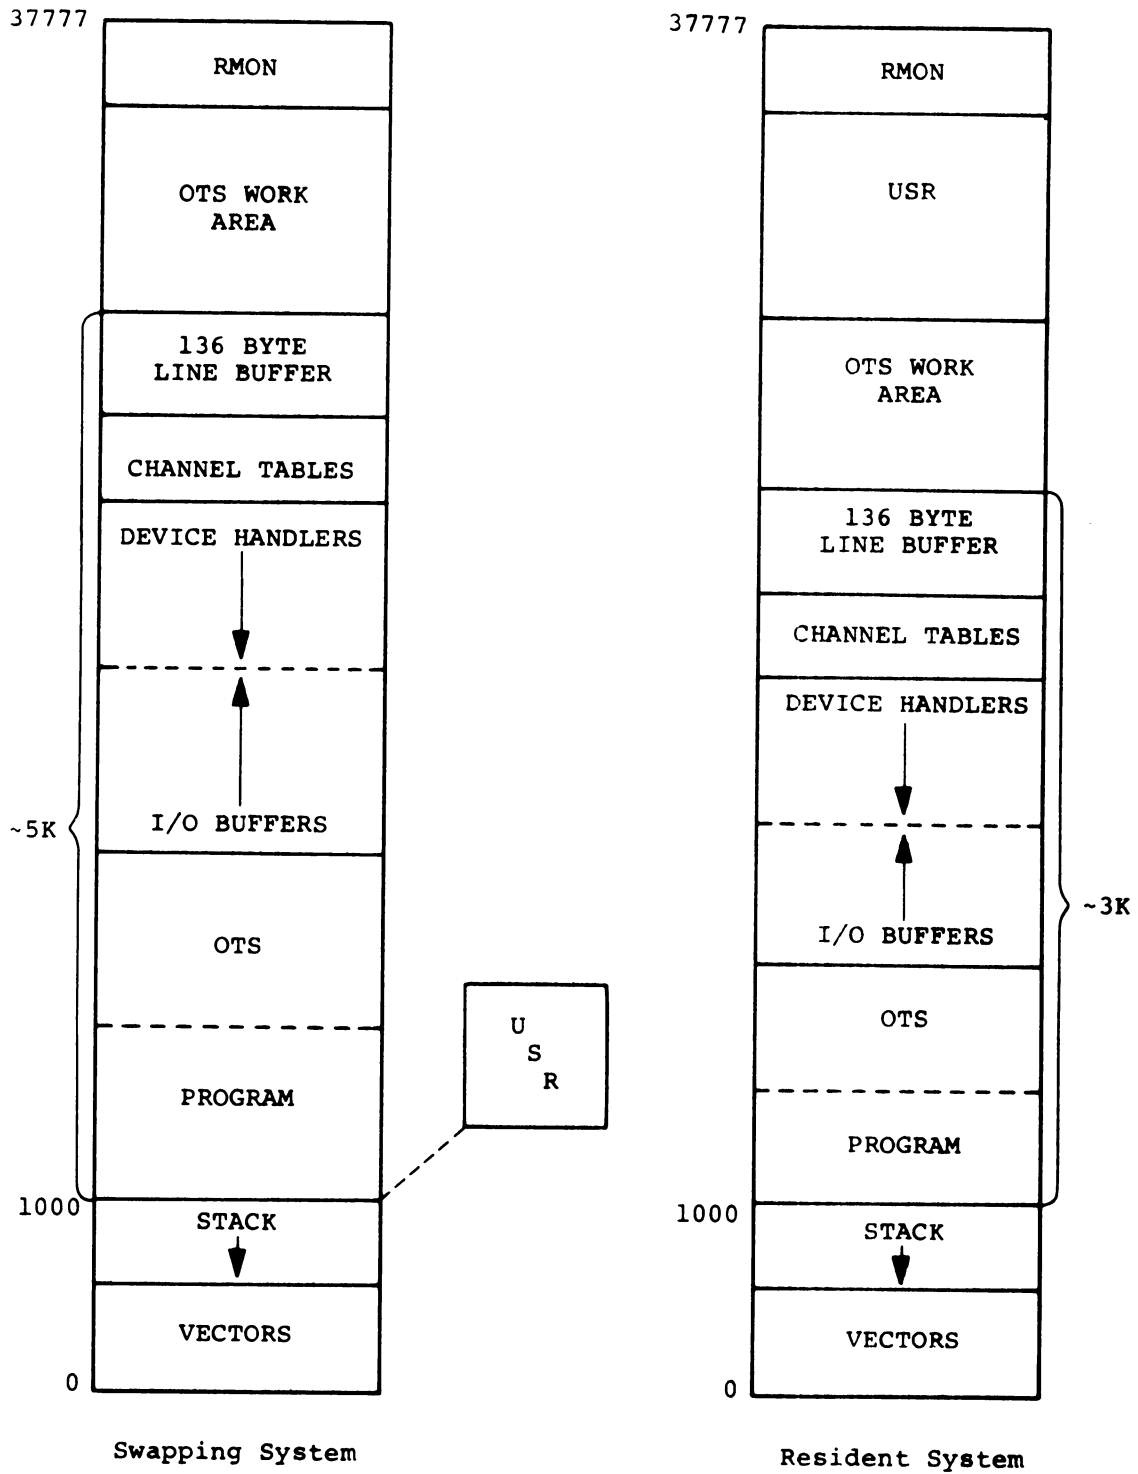 37777
RMON
OTS WORK
AREA
136 BYTE
LINE BUFFER
CHANNEL TABLES
DEVICE HANDLERS
~5K
I/O BUFFERS
OTS
PROGRAM
1000
STACK
VECTORS
0
Swapping System
U
S
R
37777
RMON
USR
OTS WORK
AREA
136 BYTE
LINE BUFFER
CHANNEL TABLES
DEVICE HANDLERS
~3K
I/O BUFFERS
OTS
PROGRAM
1000
STACK
VECTORS
0
Resident System